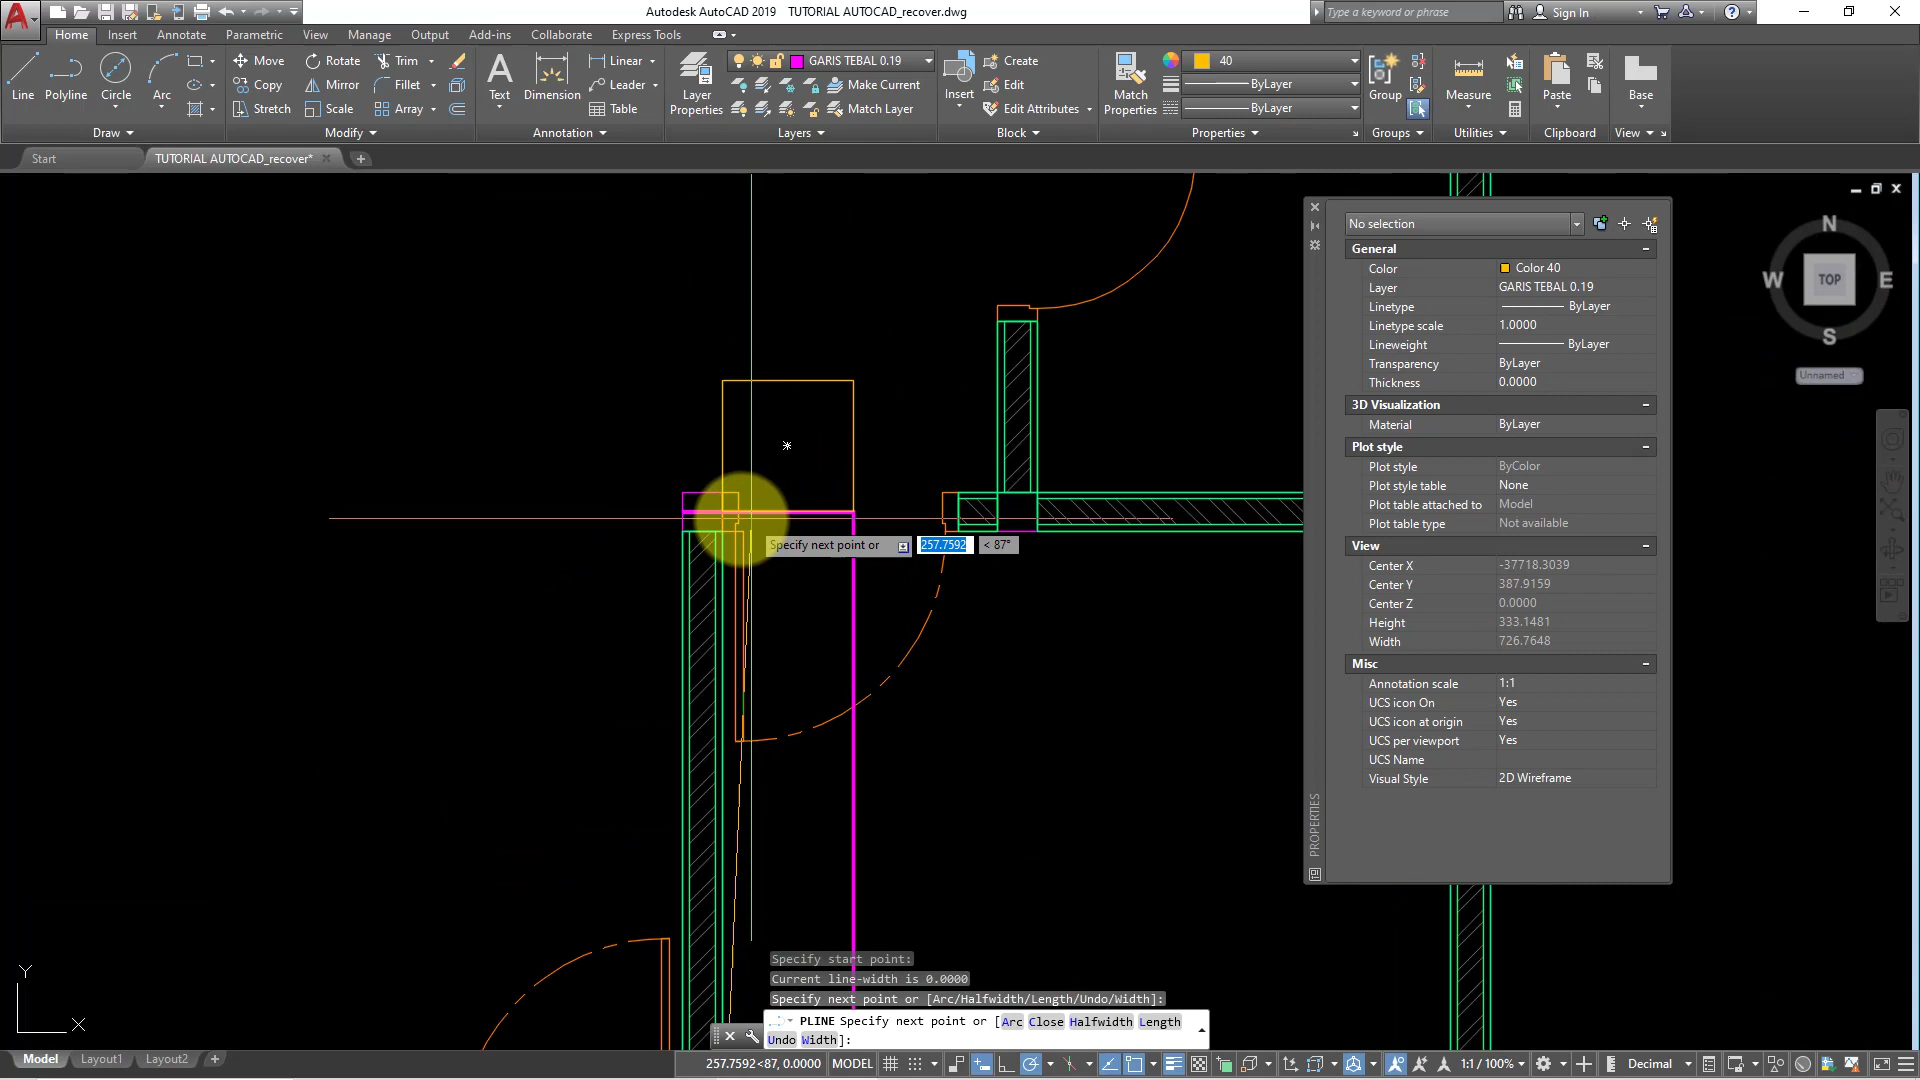 Autodesk AutoCAD 2019 TUTORIAL AUTOCAD_recover.dwg
Type a keyword or phrase
Sign In
Home Insert Annotate Parametric View Manage Output Add-ins Collaborate Express Tools
Line Polyline Circle Arc
Draw
Move Rotate Trim
Copy Mirror Fillet
Stretch Scale Array
Modify
Text Dimension
Linear
Leader
Table
Annotation
Layer Properties
GARIS TEBAL 0.19
Make Current
Match Layer
Layers
Insert
Create
Edit
Edit Attributes
Block
Match Properties
40
ByLayer
ByLayer
Properties
Group
Groups
Measure
Utilities
Paste
Clipboard
Base
View
Start TUTORIAL AUTOCAD_recover*
No selection
General
Color Color 40
Layer GARIS TEBAL 0.19
Linetype ByLayer
Linetype scale 1.0000
Lineweight ByLayer
Transparency ByLayer
Thickness 0.0000
3D Visualization
Material ByLayer
Plot style
Plot style ByColor
Plot style table None
Plot table attached to Model
Plot table type Not available
View
Center X -37718.3039
Center Y 387.9159
Center Z 0.0000
Height 333.1481
Width 726.7648
Misc
Annotation scale 1:1
UCS icon On Yes
UCS icon at origin Yes
UCS per viewport Yes
UCS Name
Visual Style 2D Wireframe
PROPERTIES
N
W TOP E
S
Unnamed
Specify next point or 257.7592 < 87°
Y
X
Specify start point:
Current line-width is 0.0000
Specify next point or [Arc/Halfwidth/Length/Undo/Width]:
PLINE Specify next point or [Arc Close Halfwidth Length
Undo Width]:
Model Layout1 Layout2
257.7592<87, 0.0000 MODEL 1:1 / 100% Decimal